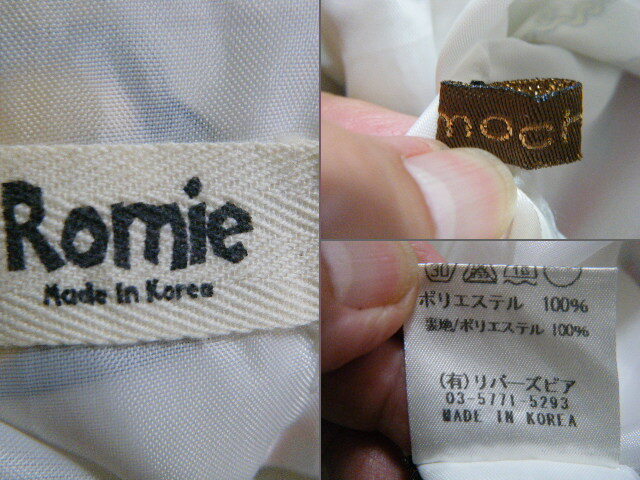 Romie
Made In Korea
moch
30
ポリエステル 100%
裏地/ポリエステル 100%
(有)リバーズピア
03-5771-5293
MADE IN KOREA